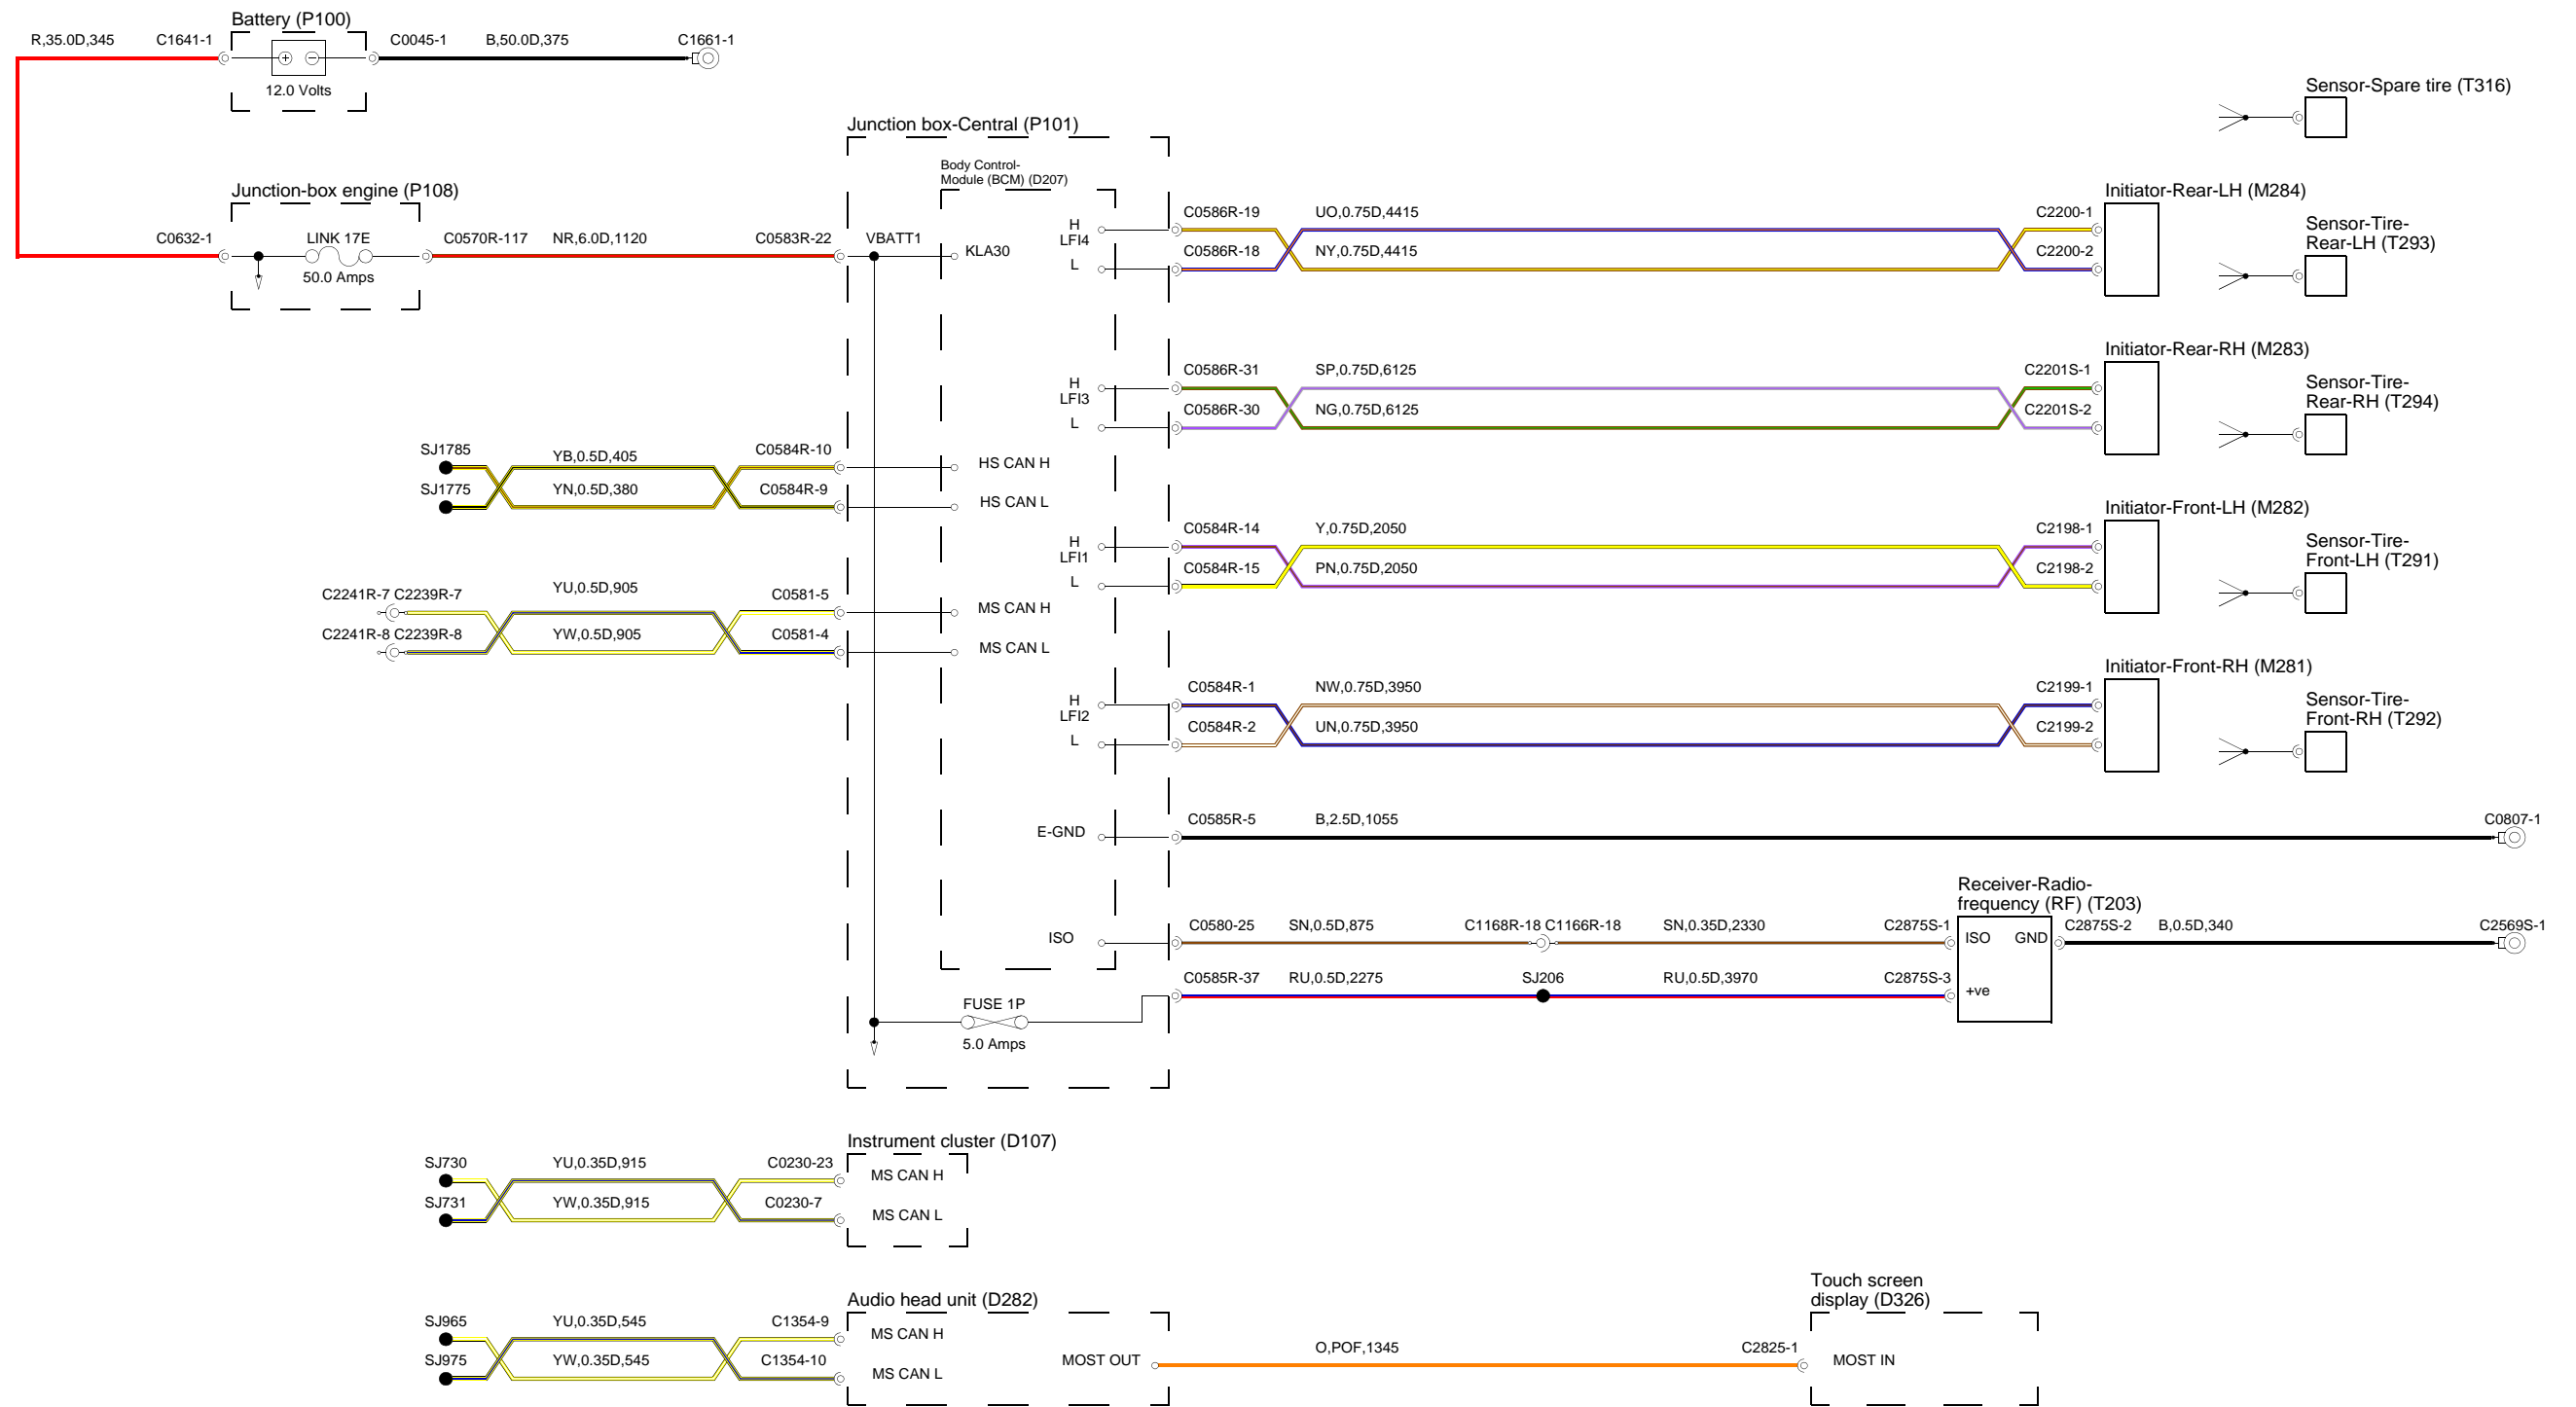 Battery (P100)
R,35.0D,345
C1641-1
C0045-1
B,50.0D,375
C1661-1
12.0 Volts
Junction-box engine (P108)
C0632-1
LINK 17E
50.0 Amps
C0570R-117
NR,6.0D,1120
C0583R-22
Junction box-Central (P101)
VBATT1
Body Control-
Module (BCM) (D207)
KLA30
H
LFI4
L
C0586R-19
UO,0.75D,4415
C2200-1
C0586R-18
NY,0.75D,4415
C2200-2
Initiator-Rear-LH (M284)
Sensor-Spare tire (T316)
Sensor-Tire-
Rear-LH (T293)
H
LFI3
L
C0586R-31
SP,0.75D,6125
C2201S-1
C0586R-30
NG,0.75D,6125
C2201S-2
Initiator-Rear-RH (M283)
Sensor-Tire-
Rear-RH (T294)
SJ1785
YB,0.5D,405
C0584R-10
HS CAN H
SJ1775
YN,0.5D,380
C0584R-9
HS CAN L
H
LFI1
L
C0584R-14
Y,0.75D,2050
C2198-1
C0584R-15
PN,0.75D,2050
C2198-2
Initiator-Front-LH (M282)
Sensor-Tire-
Front-LH (T291)
C2241R-7 C2239R-7
YU,0.5D,905
C0581-5
MS CAN H
C2241R-8 C2239R-8
YW,0.5D,905
C0581-4
MS CAN L
H
LFI2
L
C0584R-1
NW,0.75D,3950
C2199-1
C0584R-2
UN,0.75D,3950
C2199-2
Initiator-Front-RH (M281)
Sensor-Tire-
Front-RH (T292)
E-GND
C0585R-5
B,2.5D,1055
C0807-1
ISO
C0580-25
SN,0.5D,875
C1168R-18 C1166R-18
SN,0.35D,2330
C2875S-1
Receiver-Radio-
frequency (RF) (T203)
ISO
GND
C2875S-2
B,0.5D,340
C2569S-1
FUSE 1P
5.0 Amps
C0585R-37
RU,0.5D,2275
SJ206
RU,0.5D,3970
C2875S-3
+ve
Instrument cluster (D107)
SJ730
YU,0.35D,915
C0230-23
MS CAN H
SJ731
YW,0.35D,915
C0230-7
MS CAN L
Audio head unit (D282)
SJ965
YU,0.35D,545
C1354-9
MS CAN H
SJ975
YW,0.35D,545
C1354-10
MS CAN L
MOST OUT
O,POF,1345
C2825-1
Touch screen
display (D326)
MOST IN